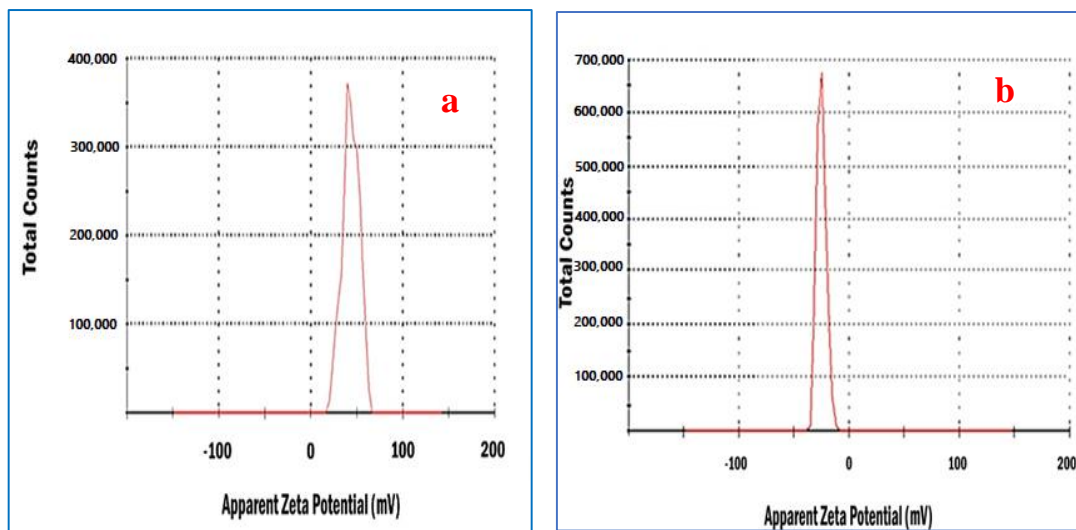 a
400,000
300,000
200,000
100,000
Total Counts
-100 0 100 200
Apparent Zeta Potential (mV)
b
700,000
600,000
500,000
400,000
300,000
200,000
100,000
Total Counts
-100 0 100 200
Apparent Zeta Potential (mV)